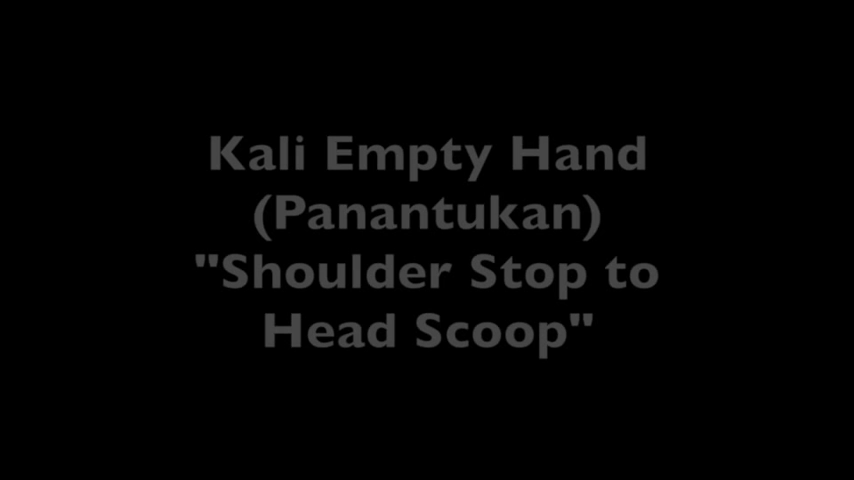 Kali Empty Hand
(Panantukan)
"Shoulder Stop to
Head Scoop"